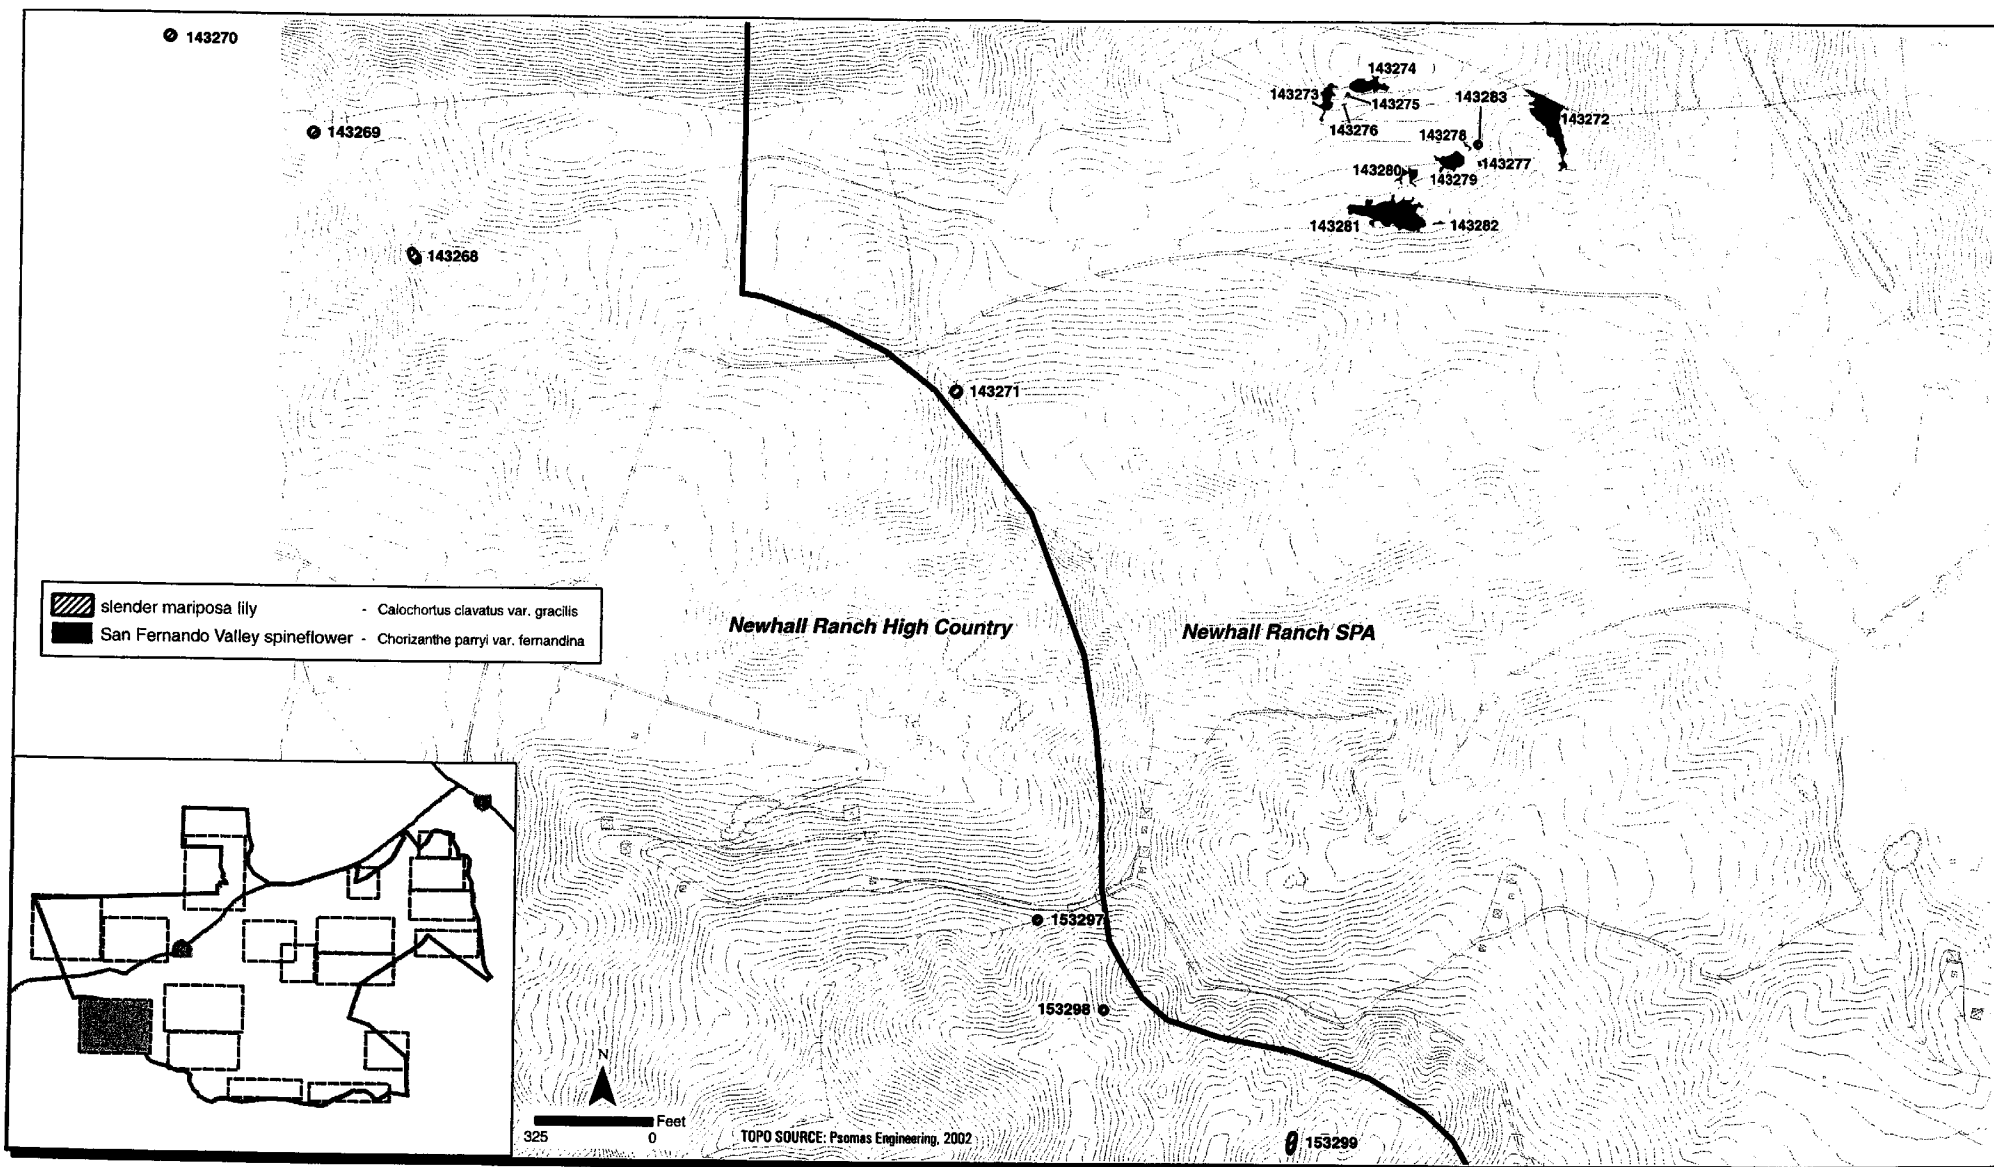 143270
143274
143273
143275
143283
143269
143276
143278
143272
143277
143280
143279
143281
143282
143268
143271
slender mariposa lily - Calochortus clavatus var. gracilis
San Fernando Valley spineflower - Chorizanthe parryi var. fernandina
Newhall Ranch High Country
Newhall Ranch SPA
153297
153298
N
Feet
325 0
TOPO SOURCE: Psomas Engineering, 2002
153299